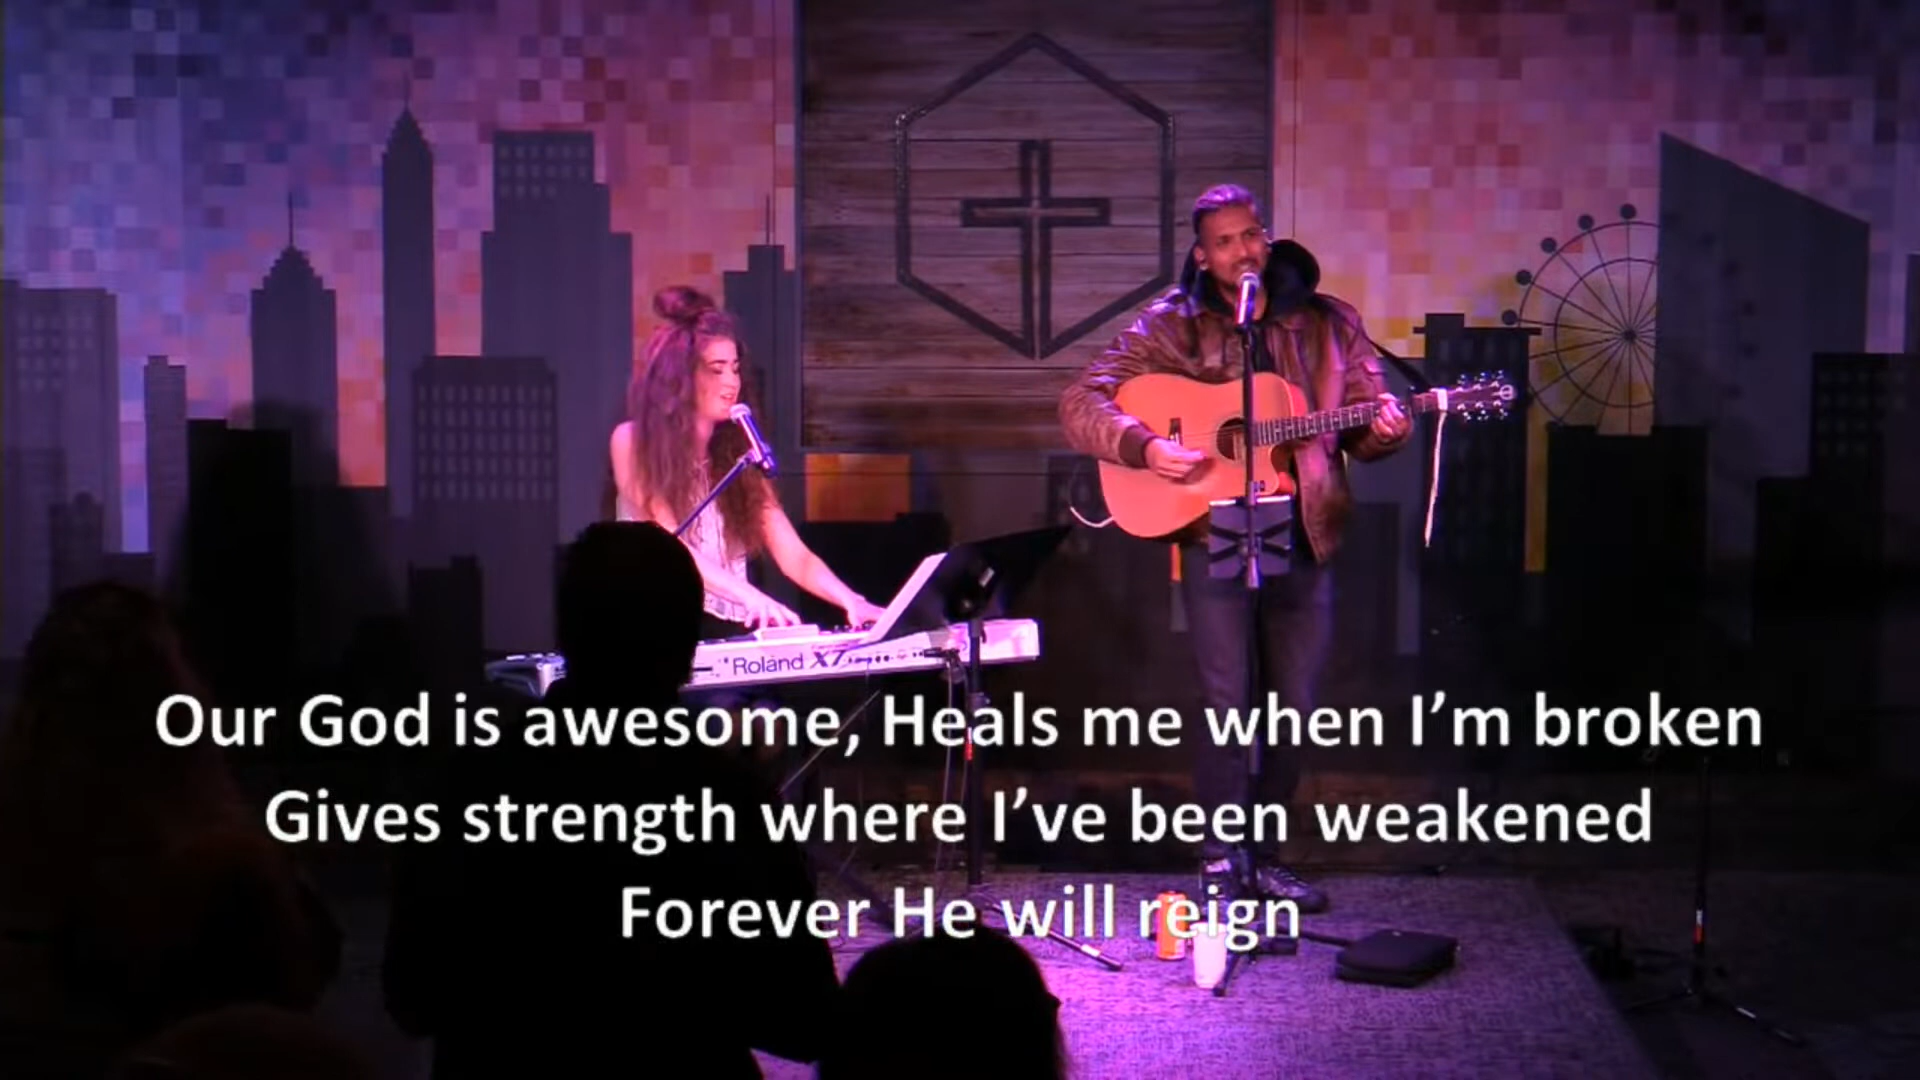 Roland X7
Our God is awesome, Heals me when I'm broken
Gives strength where I've been weakened
Forever He will reign